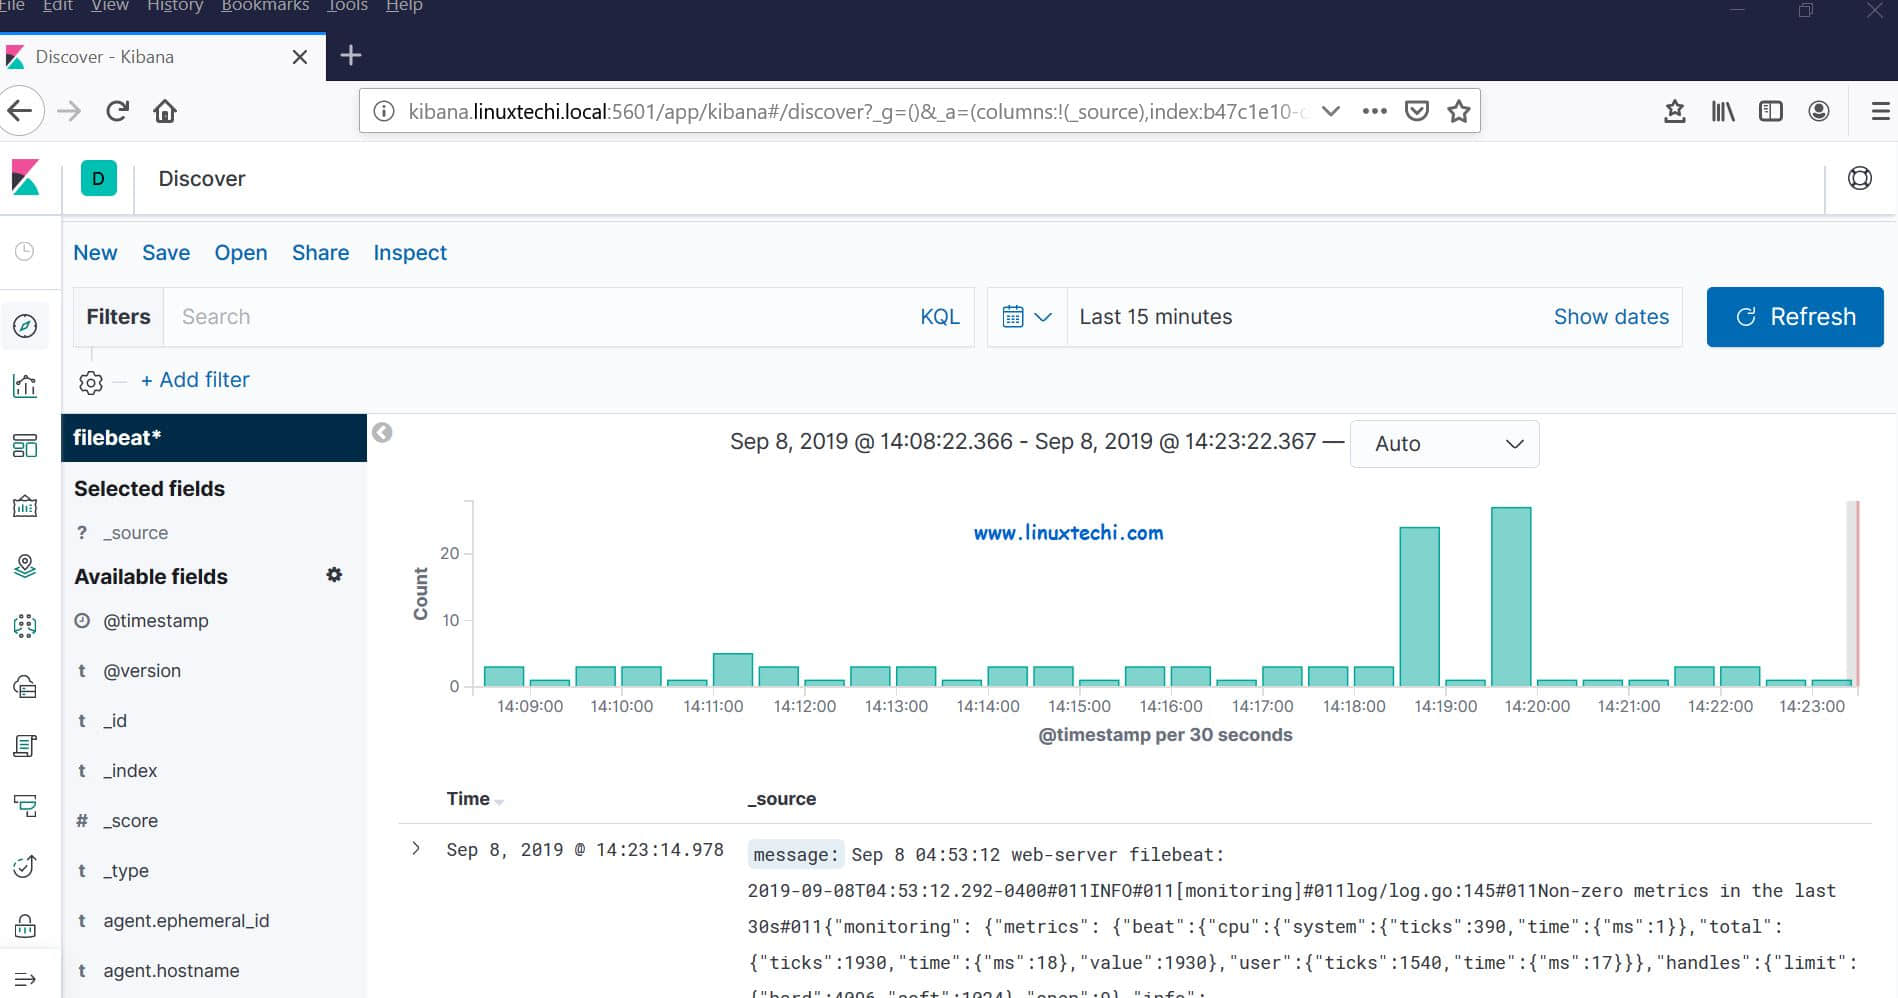 File Edit View History Bookmarks Tools Help
Discover - Kibana
kibana.linuxtechi.local:5601/app/kibana#/discover?_g=()&_a=(columns:!(_source),index:b47c1e10-
D Discover
New Save Open Share Inspect
Filters Search KQL Last 15 minutes Show dates Refresh
+ Add filter
filebeat*
Selected fields
? _source
Available fields
@timestamp
t @version
t _id
t _index
# _score
t _type
t agent.ephemeral_id
t agent.hostname
Sep 8, 2019 @ 14:08:22.366 - Sep 8, 2019 @ 14:23:22.367 — Auto
www.linuxtechi.com
Count
20
10
0
14:09:00 14:10:00 14:11:00 14:12:00 14:13:00 14:14:00 14:15:00 14:16:00 14:17:00 14:18:00 14:19:00 14:20:00 14:21:00 14:22:00 14:23:00
@timestamp per 30 seconds
Time _source
Sep 8, 2019 @ 14:23:14.978 message: Sep 8 04:53:12 web-server filebeat:
2019-09-08T04:53:12.292-0400#011INFO#011[monitoring]#011log/log.go:145#011Non-zero metrics in the last
30s#011{"monitoring": {"metrics": {"beat":{"cpu":{"system":{"ticks":390,"time":{"ms":1}},"total":
{"ticks":1930,"time":{"ms":18},"value":1930},"user":{"ticks":1540,"time":{"ms":17}}},"handles":{"limit":
{"hard":4096,"soft":1024},"open":9},"info":